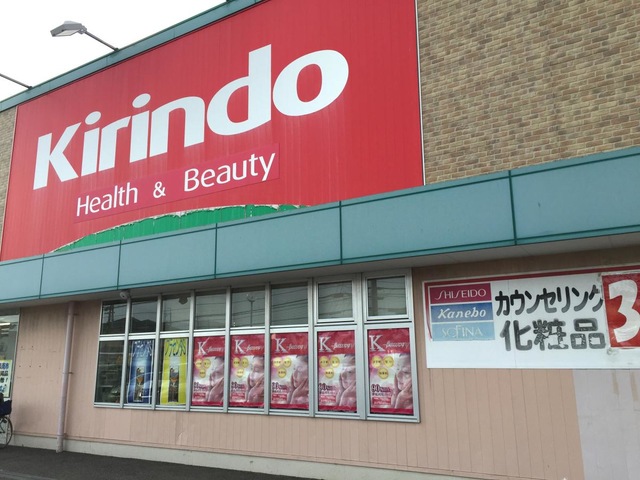 Kirindo
Health & Beauty
SHISEIDO
Kanebo
SOFINA
カウンセリング
化粧品
3
K
K
K
K
K